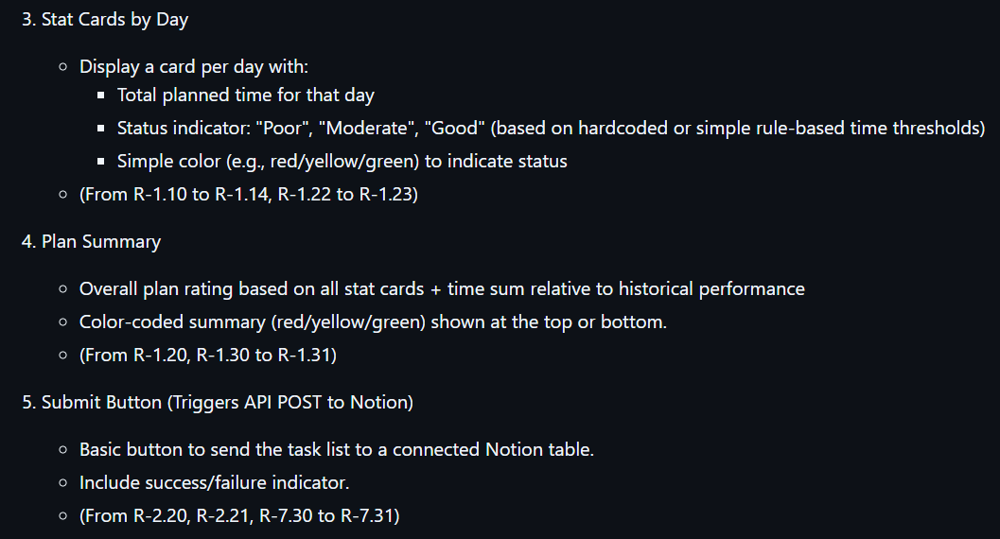 3. Stat Cards by Day
◦ Display a card per day with:
▪ Total planned time for that day
▪ Status indicator: "Poor", "Moderate", "Good" (based on hardcoded or simple rule-based time thresholds)
▪ Simple color (e.g., red/yellow/green) to indicate status
◦ (From R-1.10 to R-1.14, R-1.22 to R-1.23)
4. Plan Summary
◦ Overall plan rating based on all stat cards + time sum relative to historical performance
◦ Color-coded summary (red/yellow/green) shown at the top or bottom.
◦ (From R-1.20, R-1.30 to R-1.31)
5. Submit Button (Triggers API POST to Notion)
◦ Basic button to send the task list to a connected Notion table.
◦ Include success/failure indicator.
◦ (From R-2.20, R-2.21, R-7.30 to R-7.31)